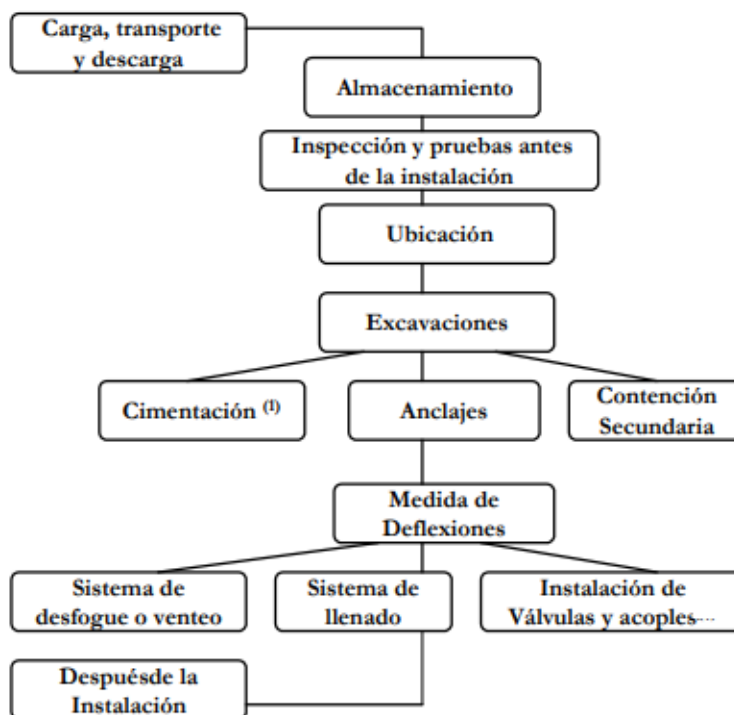 Carga, transporte
y descarga
Almacenamiento
Inspección y pruebas antes
de la instalación
Ubicación
Excavaciones
Cimentación (1)
Anclajes
Contención
Secundaria
Medida de
Deflexiones
Sistema de
desfogue o venteo
Sistema de
llenado
Instalación de
Válvulas y acoples....
Despuésde la
Instalación